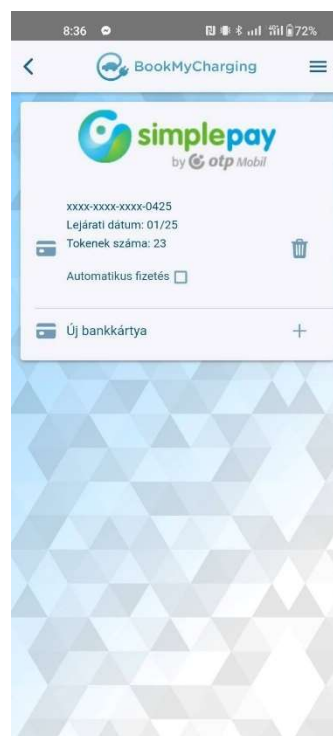 8:36
72%
BookMyCharging
simplepay
by otp Mobil
xxxx-xxxx-xxxx-0425
Lejárati dátum: 01/25
Tokenek száma: 23
Automatikus fizetés
Új bankkártya